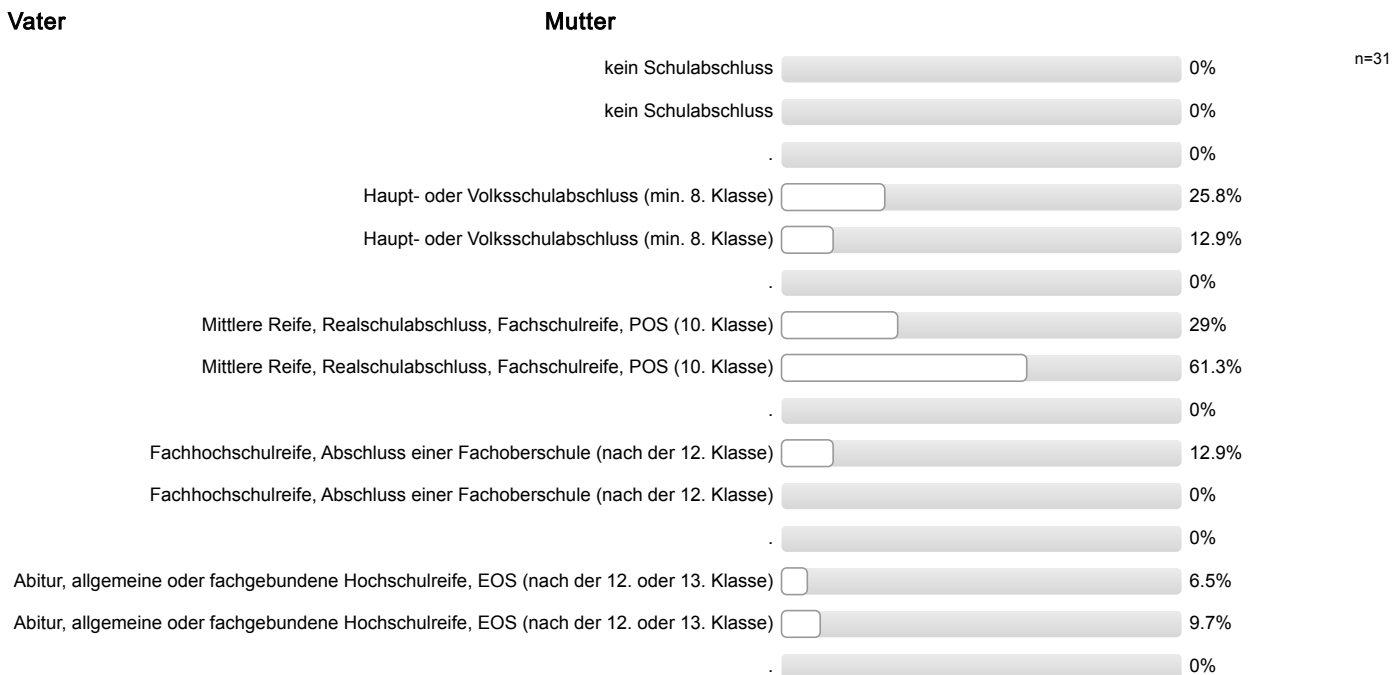 Vater Mutter
n=31
kein Schulabschluss 0%
kein Schulabschluss 0%
. 0%
Haupt- oder Volksschulabschluss (min. 8. Klasse) 25.8%
Haupt- oder Volksschulabschluss (min. 8. Klasse) 12.9%
. 0%
Mittlere Reife, Realschulabschluss, Fachschulreife, POS (10. Klasse) 29%
Mittlere Reife, Realschulabschluss, Fachschulreife, POS (10. Klasse) 61.3%
. 0%
Fachhochschulreife, Abschluss einer Fachoberschule (nach der 12. Klasse) 12.9%
Fachhochschulreife, Abschluss einer Fachoberschule (nach der 12. Klasse) 0%
. 0%
Abitur, allgemeine oder fachgebundene Hochschulreife, EOS (nach der 12. oder 13. Klasse) 6.5%
Abitur, allgemeine oder fachgebundene Hochschulreife, EOS (nach der 12. oder 13. Klasse) 9.7%
. 0%